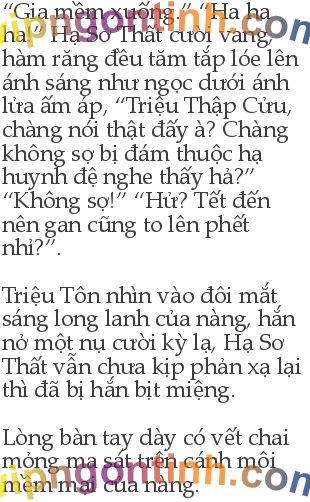 “Gia mềm xuống.” “Ha ha
ha!” Hạ Sơ Thất cười vang,
hàm răng đều tăm tắp lóe lên
ánh sáng như ngọc dưới ánh
lửa ấm áp, “Triệu Thập Cửu,
chàng nói thật đấy à? Chàng
không sợ bị đám thuộc hạ
huynh đệ nghe thấy hả?”
“Không sợ!” “Hử? Tết đến
nên gan cũng to lên phết
nhỉ?”.
Triệu Tôn nhìn vào đôi mắt
sáng long lanh của nàng, hắn
nở một nụ cười kỳ lạ, Hạ Sơ
Thất vẫn chưa kịp phản xạ lại
thì đã bị hắn bịt miệng.
Lòng bàn tay dày có vết chai
mỏng ma sát trên cánh môi
mềm mại của nàng.